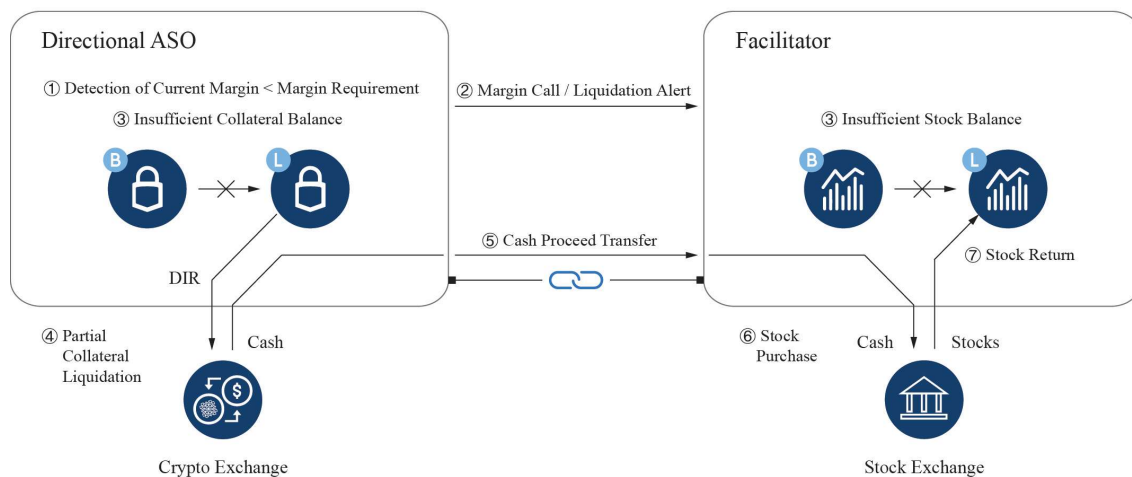 Directional ASO
① Detection of Current Margin < Margin Requirement
③ Insufficient Collateral Balance
B
L
② Margin Call / Liquidation Alert
Facilitator
③ Insufficient Stock Balance
B
L
⑤ Cash Proceed Transfer
⑦ Stock Return
DIR
④ Partial
Collateral
Liquidation
Cash
$
Crypto Exchange
⑥ Stock
Purchase
Cash
Stocks
Stock Exchange